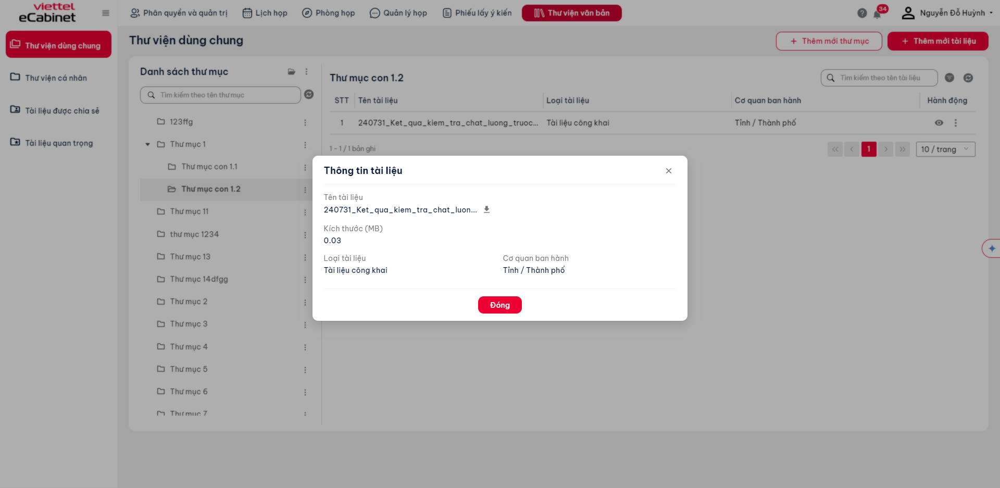 viettel
eCabinet
Phân quyền và quản trị
Lịch họp
Phòng họp
Quản lý họp
Phiếu lấy ý kiến
Thư viện văn bản
34
Nguyễn Đỗ Huỳnh
Thư viện dùng chung
Thư viện cá nhân
Tài liệu được chia sẻ
Tài liệu quan trọng
Thư viện dùng chung
+ Thêm mới thư mục
+ Thêm mới tài liệu
Danh sách thư mục
Tìm kiếm theo tên thư mục
123ffg
Thư mục 1
Thư mục con 1.1
Thư mục con 1.2
Thư mục 11
thư mục 1234
Thư mục 13
Thư mục 14dfgg
Thư mục 2
Thư mục 3
Thư mục 4
Thư mục 5
Thư mục 6
Thư mục 7
Thư mục con 1.2
Tìm kiếm theo tên tài liệu
STT Tên tài liệu Loại tài liệu Cơ quan ban hành Hành động
1 240731_Ket_qua_kiem_tra_chat_luong_truoc... Tài liệu công khai Tỉnh / Thành phố
1 - 1 / 1 bản ghi
1
10 / trang
Thông tin tài liệu
Tên tài liệu
240731_Ket_qua_kiem_tra_chat_luon...
Kích thước (MB)
0.03
Loại tài liệu Cơ quan ban hành
Tài liệu công khai Tỉnh / Thành phố
Đóng